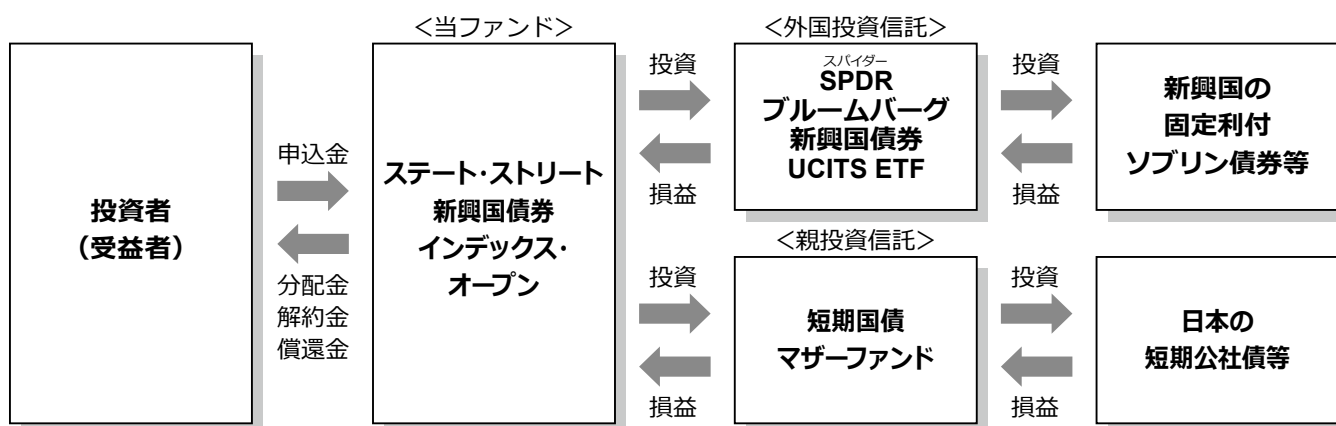 投資者
（受益者）
申込金
分配金
解約金
償還金
＜当ファンド＞
ステート・ストリート
新興国債券
インデックス・
オープン
投資
損益
投資
損益
＜外国投資信託＞
スパイダー
SPDR
ブルームバーグ
新興国債券
UCITS ETF
＜親投資信託＞
短期国債
マザーファンド
投資
損益
投資
損益
新興国の
固定利付
ソブリン債券等
日本の
短期公社債等